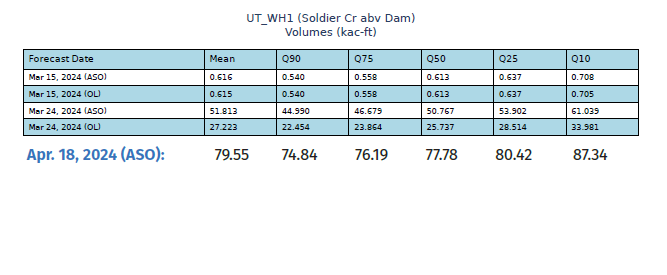 UT_WH1 (Soldier Cr abv Dam)
Volumes (kac-ft)
Forecast Date Mean Q90 Q75 Q50 Q25 Q10
Mar 15, 2024 (ASO) 0.616 0.540 0.558 0.613 0.637 0.708
Mar 15, 2024 (OL) 0.615 0.540 0.558 0.613 0.637 0.705
Mar 24, 2024 (ASO) 51.813 44.990 46.679 50.767 53.902 61.039
Mar 24, 2024 (OL) 27.223 22.454 23.864 25.737 28.514 33.981
Apr. 18, 2024 (ASO): 79.55 74.84 76.19 77.78 80.42 87.34